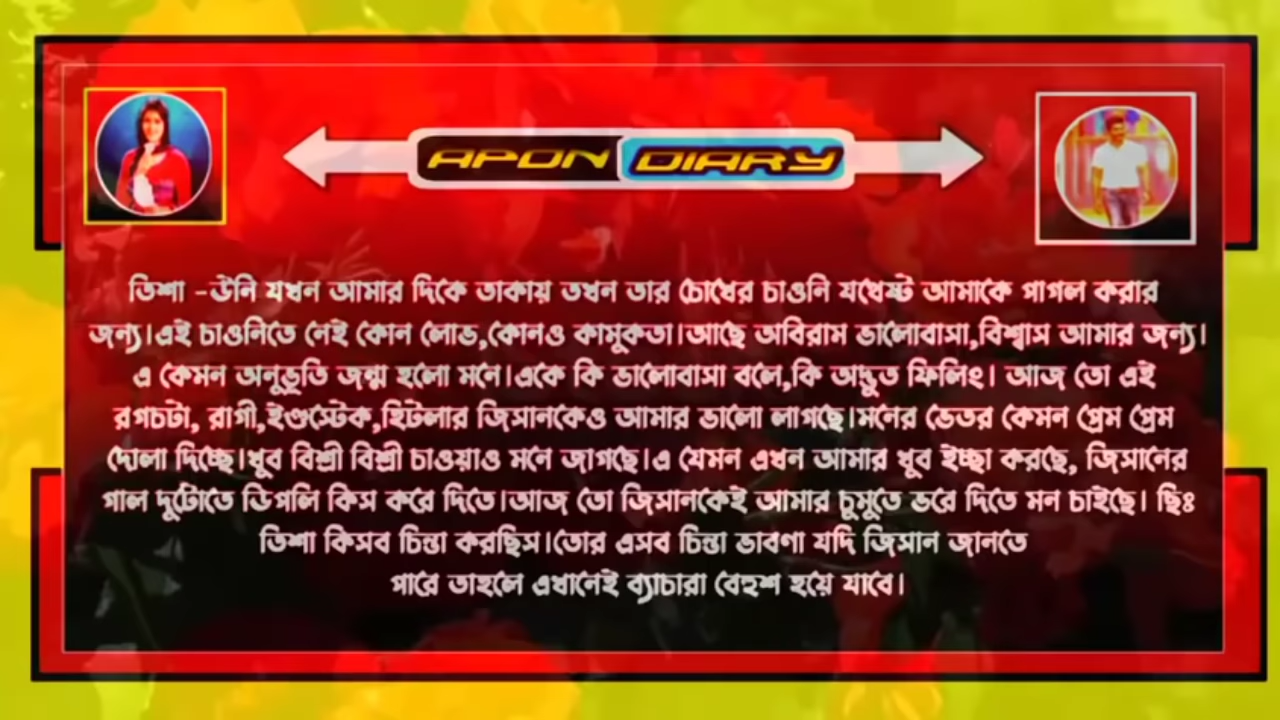 APON DIARY
তিশা -উনি যখন আমার দিকে তাকায় তখন তার চোখের চাওনি যথেষ্ট আমাকে পাগল করার
জন্য।এই চাওনিতে নেই কোন লোভ,কোনও কামুকতা।আছে অবিরাম ভালোবাসা,বিশ্বাস আমার জন্য।
এ কেমন অনুভূতি জন্ম হলো মনে।একে কি ভালোবাসা বলে,কি অদ্ভুত ফিলিং। আজ তো এই
রগচটা, রাগী,ইগুস্টেক,হিটলার জিসানকেও আমার ভালো লাগছে।মনের ভেতর কেমন প্রেম প্রেম
দোলা দিচ্ছে।খুব বিশ্রী বিশ্রী চাওয়াও মনে জাগছে।এ যেমন এখন আমার খুব ইচ্ছা করছে, জিসানের
গাল দুটোতে ডিপলি কিস করে দিতে।আজ তো জিসানকেই আমার চুমুতে ভরে দিতে মন চাইছে। ছিঃ
তিশা কিসব চিন্তা করছিস।তোর এসব চিন্তা ভাবণা যদি জিসান জানতে
পারে তাহলে এখানেই ব্যাচারা বেহুশ হয়ে যাবে।